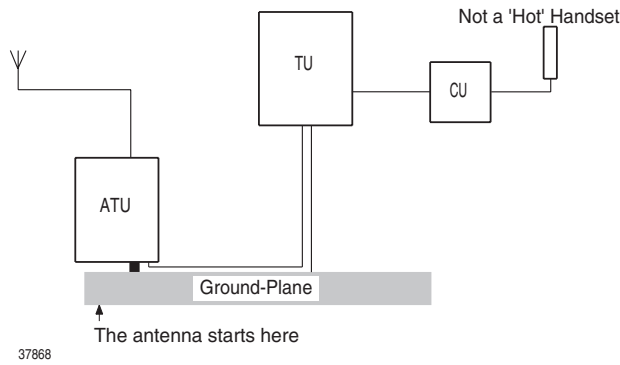 Not a 'Hot' Handset
TU
CU
ATU
Ground-Plane
The antenna starts here
37868